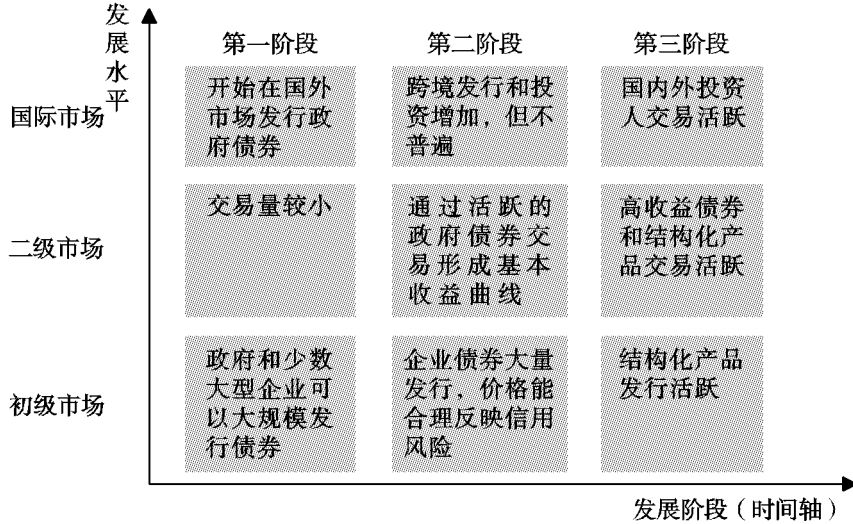 发
展
水
平
第一阶段
第二阶段
第三阶段
国际市场
开始在国外
市场发行政
府债券
跨境发行和投
资增加，但不
普遍
国内外投资
人交易活跃
二级市场
交易量较小
通过活跃的
政府债券交
易形成基本
收益曲线
高收益债券
和结构化产
品交易活跃
初级市场
政府和少数
大型企业可
以大规模发
行债券
企业债券大量
发行，价格能
合理反映信用
风险
结构化产品
发行活跃
发展阶段（时间轴）